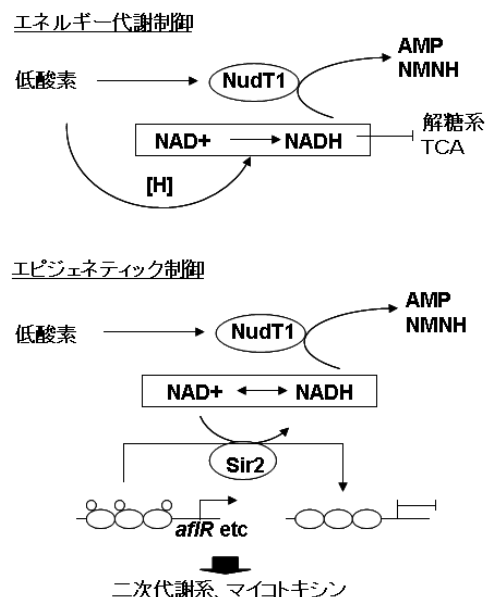 エネルギー代謝制御
AMP
NMNH
低酸素
NudT1
NAD+
NADH
解糖系
TCA
[H]
エピジェネティック制御
AMP
NMNH
低酸素
NudT1
NAD+
NADH
Sir2
aflR etc
二次代謝系、マイコトキシン